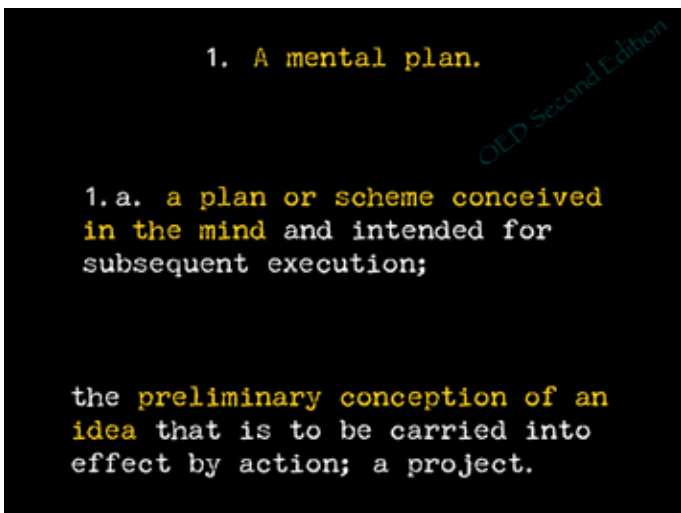 1. A mental plan.
OED Second Edition
1.a. a plan or scheme conceived
in the mind and intended for
subsequent execution;
the preliminary conception of an
idea that is to be carried into
effect by action; a project.